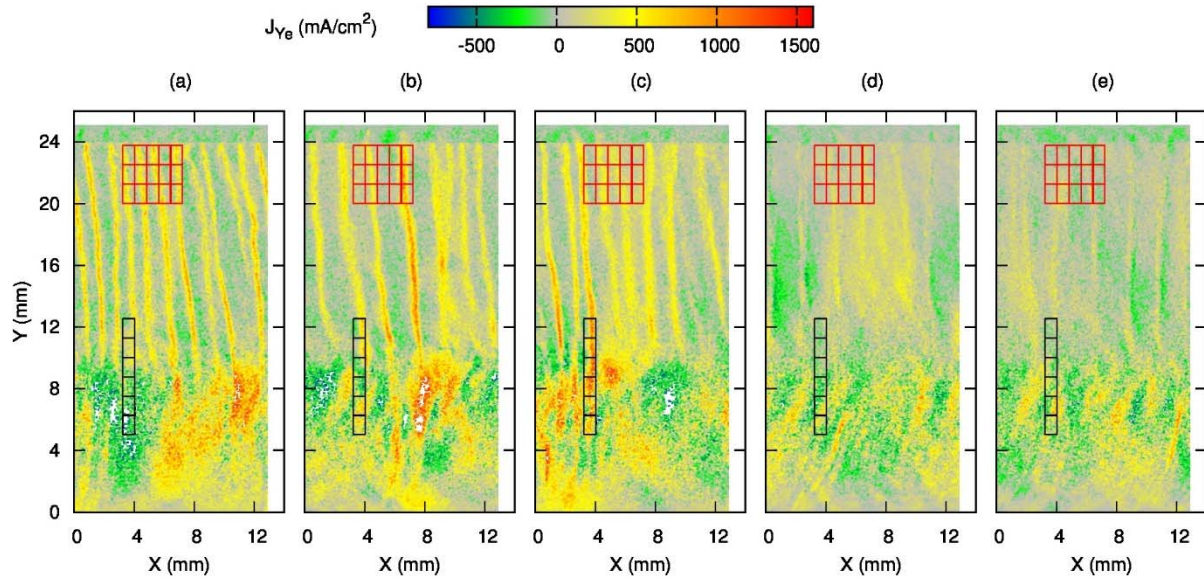 J_Ye (mA/cm²)
-500 0 500 1000 1500
(a) (b) (c) (d) (e)
24
20
16
Y (mm)
12
8
4
0
0 4 8 12 0 4 8 12 0 4 8 12 0 4 8 12 0 4 8 12
X (mm) X (mm) X (mm) X (mm) X (mm)